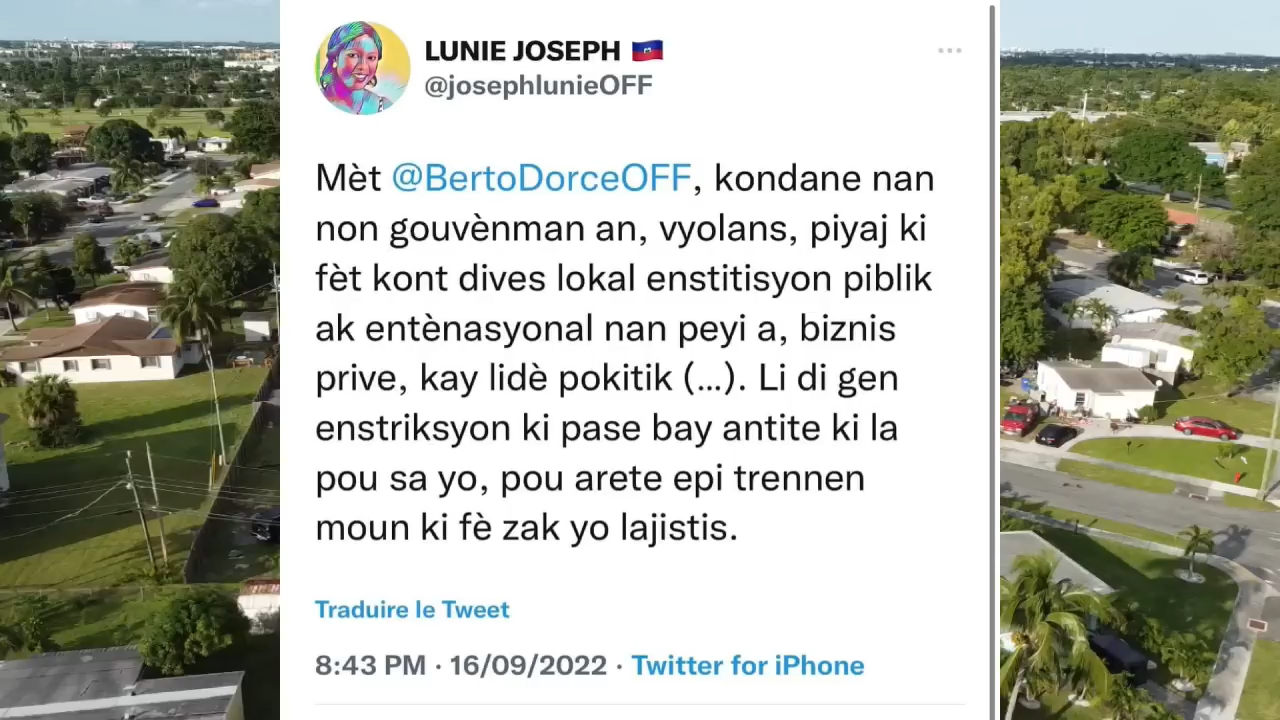 LUNIE JOSEPH 🇭🇹
@josephlunieOFF
Mèt @BertoDorceOFF, kondane nan
non gouvènman an, vyolans, piyaj ki
fèt kont dives lokal enstitisyon piblik
ak entènasyonal nan peyi a, biznis
prive, kay lidè pokitik (...). Li di gen
enstriksyon ki pase bay antite ki la
pou sa yo, pou arete epi trennen
moun ki fè zak yo lajistis.
Traduire le Tweet
8:43 PM · 16/09/2022 · Twitter for iPhone